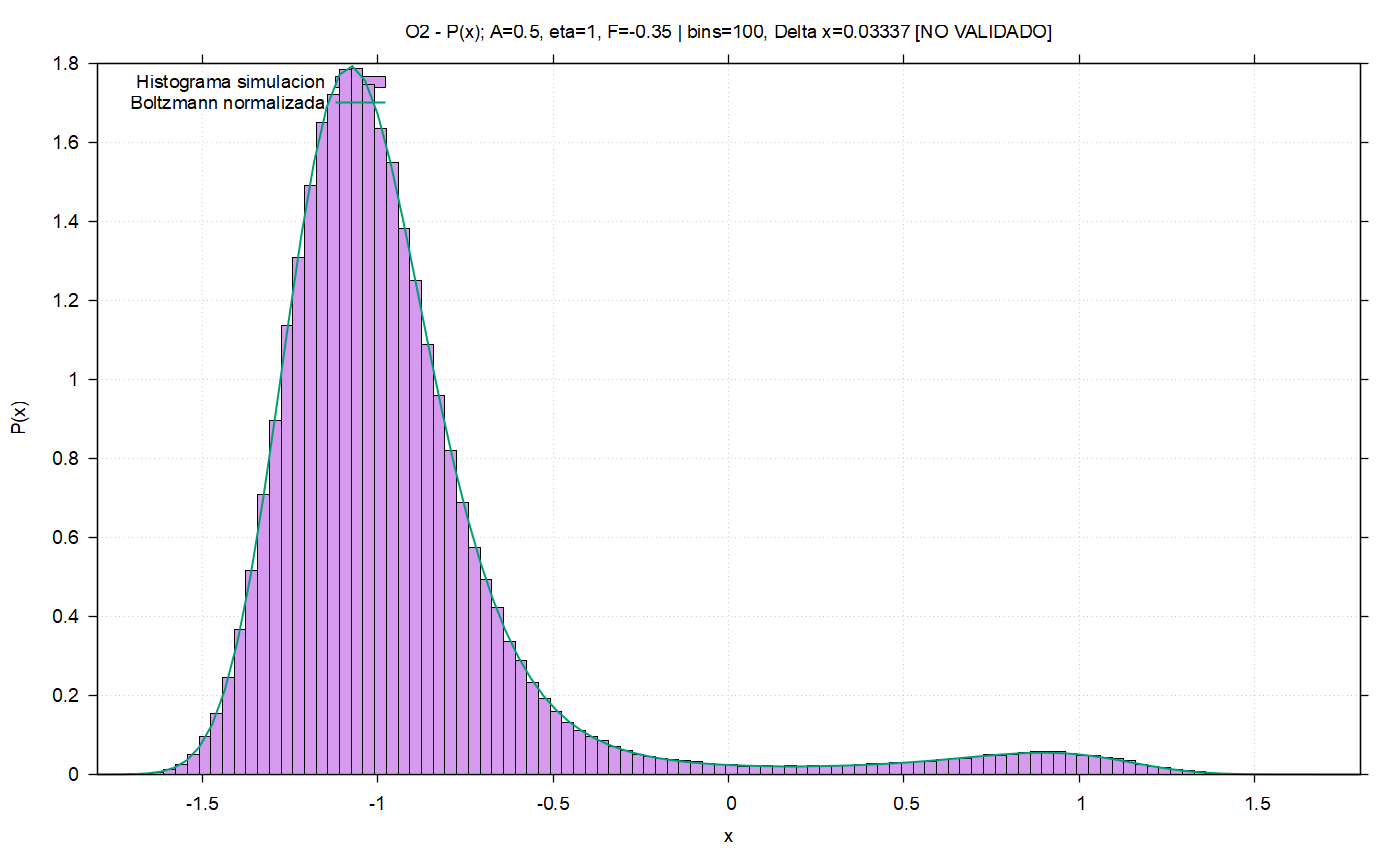 O2 - P(x); A=0.5, eta=1, F=-0.35 | bins=100, Delta x=0.03337 [NO VALIDADO]
Histograma simulacion
Boltzmann normalizada
P(x)
1.8
1.6
1.4
1.2
1
0.8
0.6
0.4
0.2
0
-1.5 -1 -0.5 0 0.5 1 1.5
x